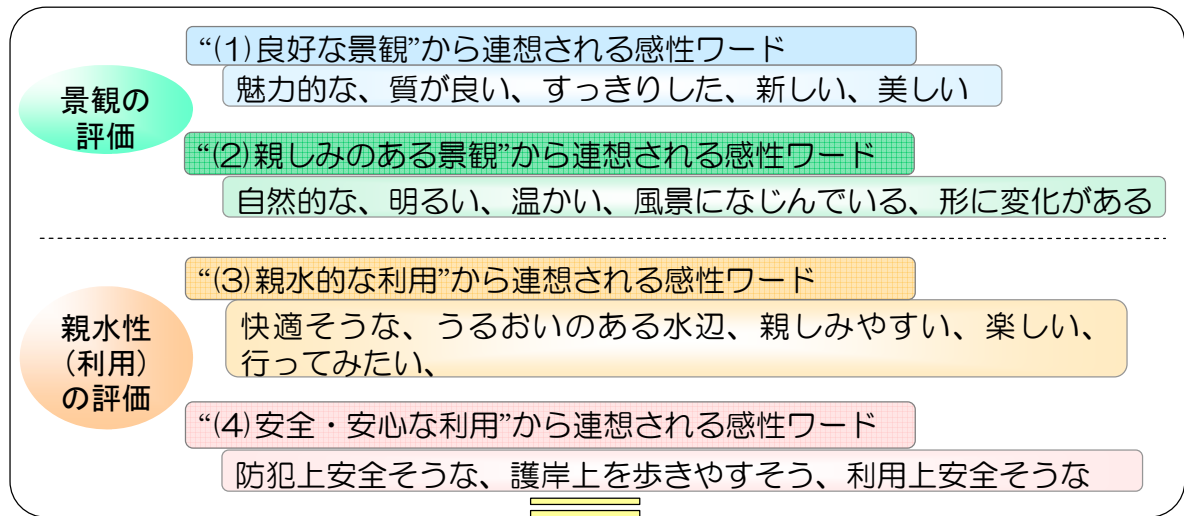 景観の
評価
“(1)良好な景観”から連想される感性ワード
魅力的な、質が良い、すっきりした、新しい、美しい
“(2)親しみのある景観”から連想される感性ワード
自然的な、明るい、温かい、風景になじんでいる、形に変化がある
親水性
(利用)
の評価
“(3)親水的な利用”から連想される感性ワード
快適そうな、うるおいのある水辺、親しみやすい、楽しい、
行ってみたい、
“(4)安全・安心な利用”から連想される感性ワード
防犯上安全そうな、護岸上を歩きやすそう、利用上安全そうな